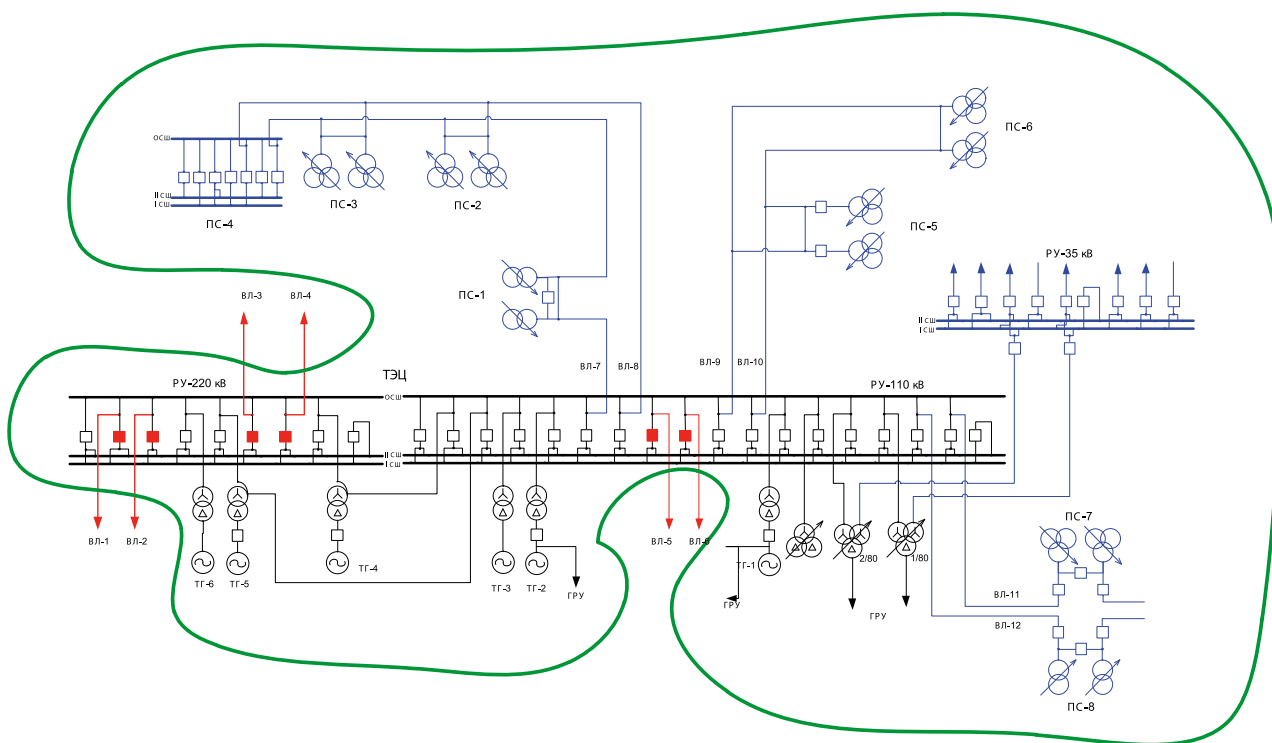 ПС-6
осш
IIсш
Iсш
ПС-3
ПС-2
ПС-4
ПС-5
РУ-35 кВ
ПС-1
ВЛ-3
ВЛ-4
IIсш
Iсш
ВЛ-7
ВЛ-8
ВЛ-9
ВЛ-10
ТЭЦ
РУ-220 кВ
РУ-110 кВ
осш
IIсш
Iсш
ВЛ-1
ВЛ-2
ВЛ-5
ВЛ-6
ПС-7
ТГ-6
ТГ-5
ТГ-4
ТГ-3
ТГ-2
ГРУ
ТГ-1
ГРУ
2/80
1/80
ГРУ
ВЛ-11
ВЛ-12
ПС-8